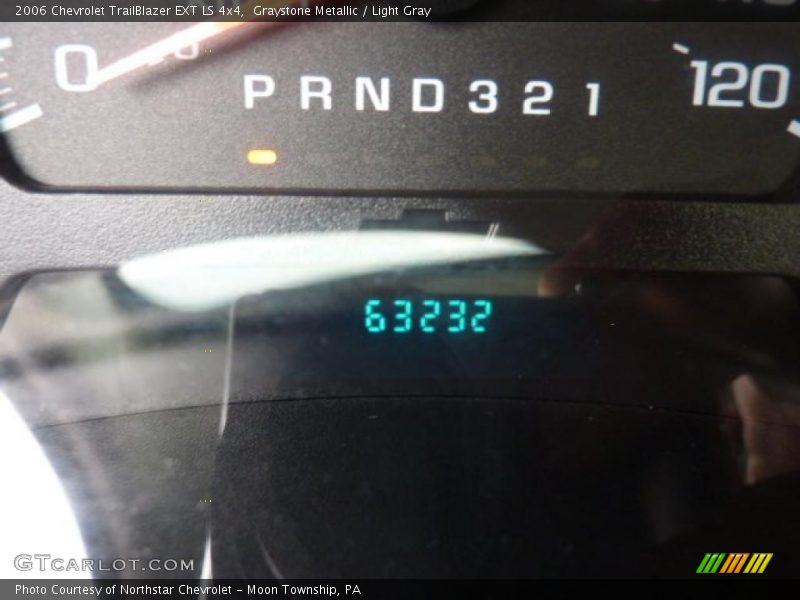 2006 Chevrolet TrailBlazer EXT LS 4x4,  Graystone Metallic / Light Gray
0
120
P R N D 3 2 1
63232
GTCARLOT.COM
Photo Courtesy of Northstar Chevrolet - Moon Township, PA